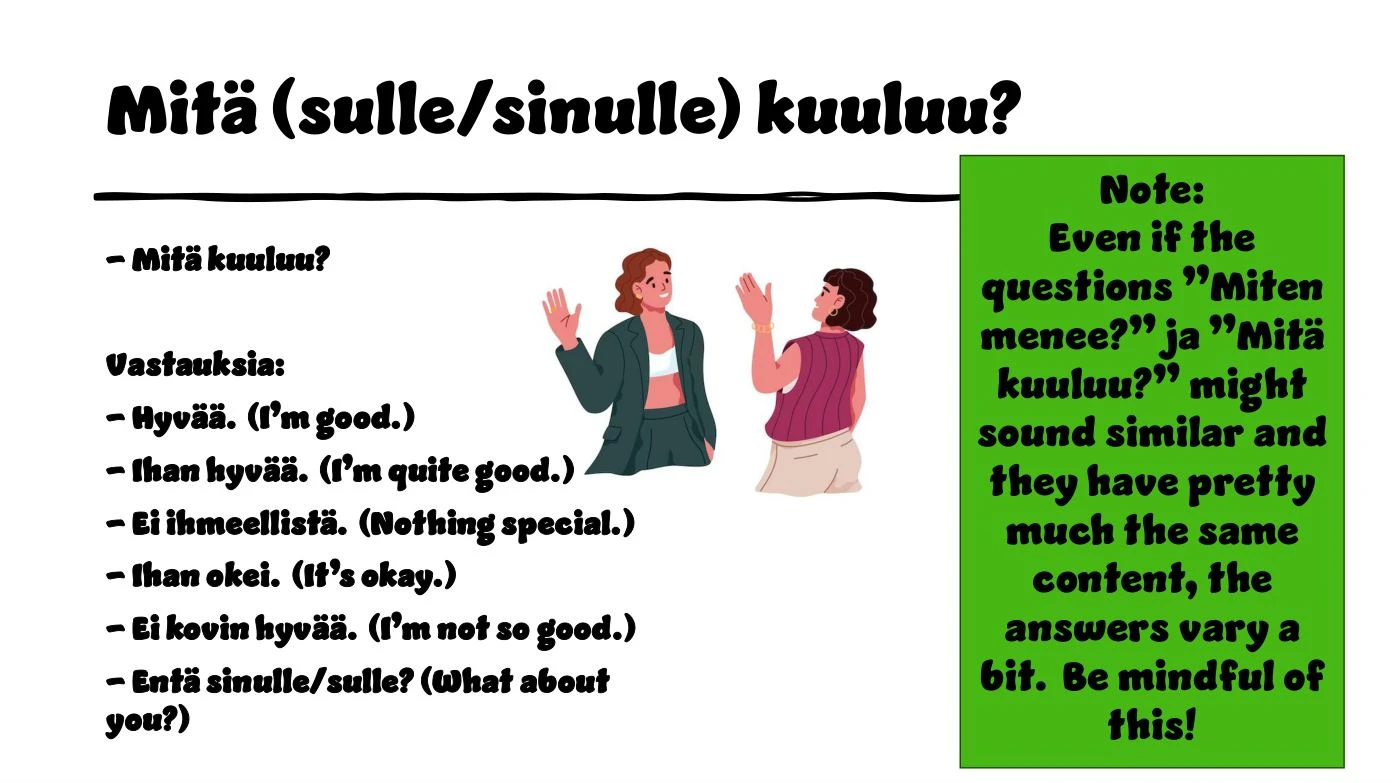 Mitä (sulle/sinulle) kuuluu?
– Mitä kuuluu?
Vastauksia:
– Hyvää. (I’m good.)
– Ihan hyvää. (I’m quite good.)
– Ei ihmeellistä. (Nothing special.)
– Ihan okei. (It’s okay.)
– Ei kovin hyvää. (I’m not so good.)
– Entä sinulle/sulle? (What about
you?)
Note:
Even if the
questions ”Miten
menee?” ja ”Mitä
kuuluu?” might
sound similar and
they have pretty
much the same
content, the
answers vary a
bit. Be mindful of
this!